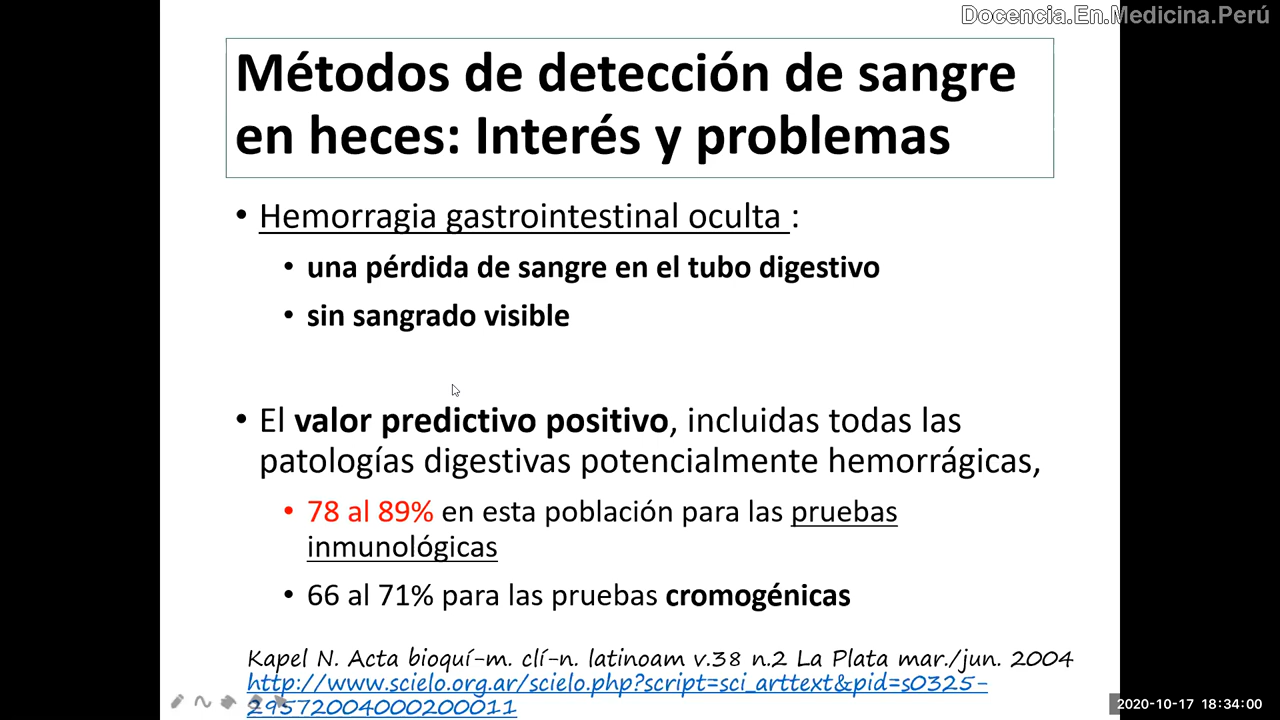 Docencia.En.Medicina.Perú
Métodos de detección de sangre
en heces: Interés y problemas
• Hemorragia gastrointestinal oculta :
• una pérdida de sangre en el tubo digestivo
• sin sangrado visible
• El valor predictivo positivo, incluidas todas las
patologías digestivas potencialmente hemorrágicas,
• 78 al 89% en esta población para las pruebas
inmunológicas
• 66 al 71% para las pruebas cromogénicas
Kapel N. Acta bioquí-m. clí-n. latinoam v.38 n.2 La Plata mar./jun. 2004
http://www.scielo.org.ar/scielo.php?script=sci_arttext&pid=s0325-
29572004000200011
2020-10-17 18:34:00